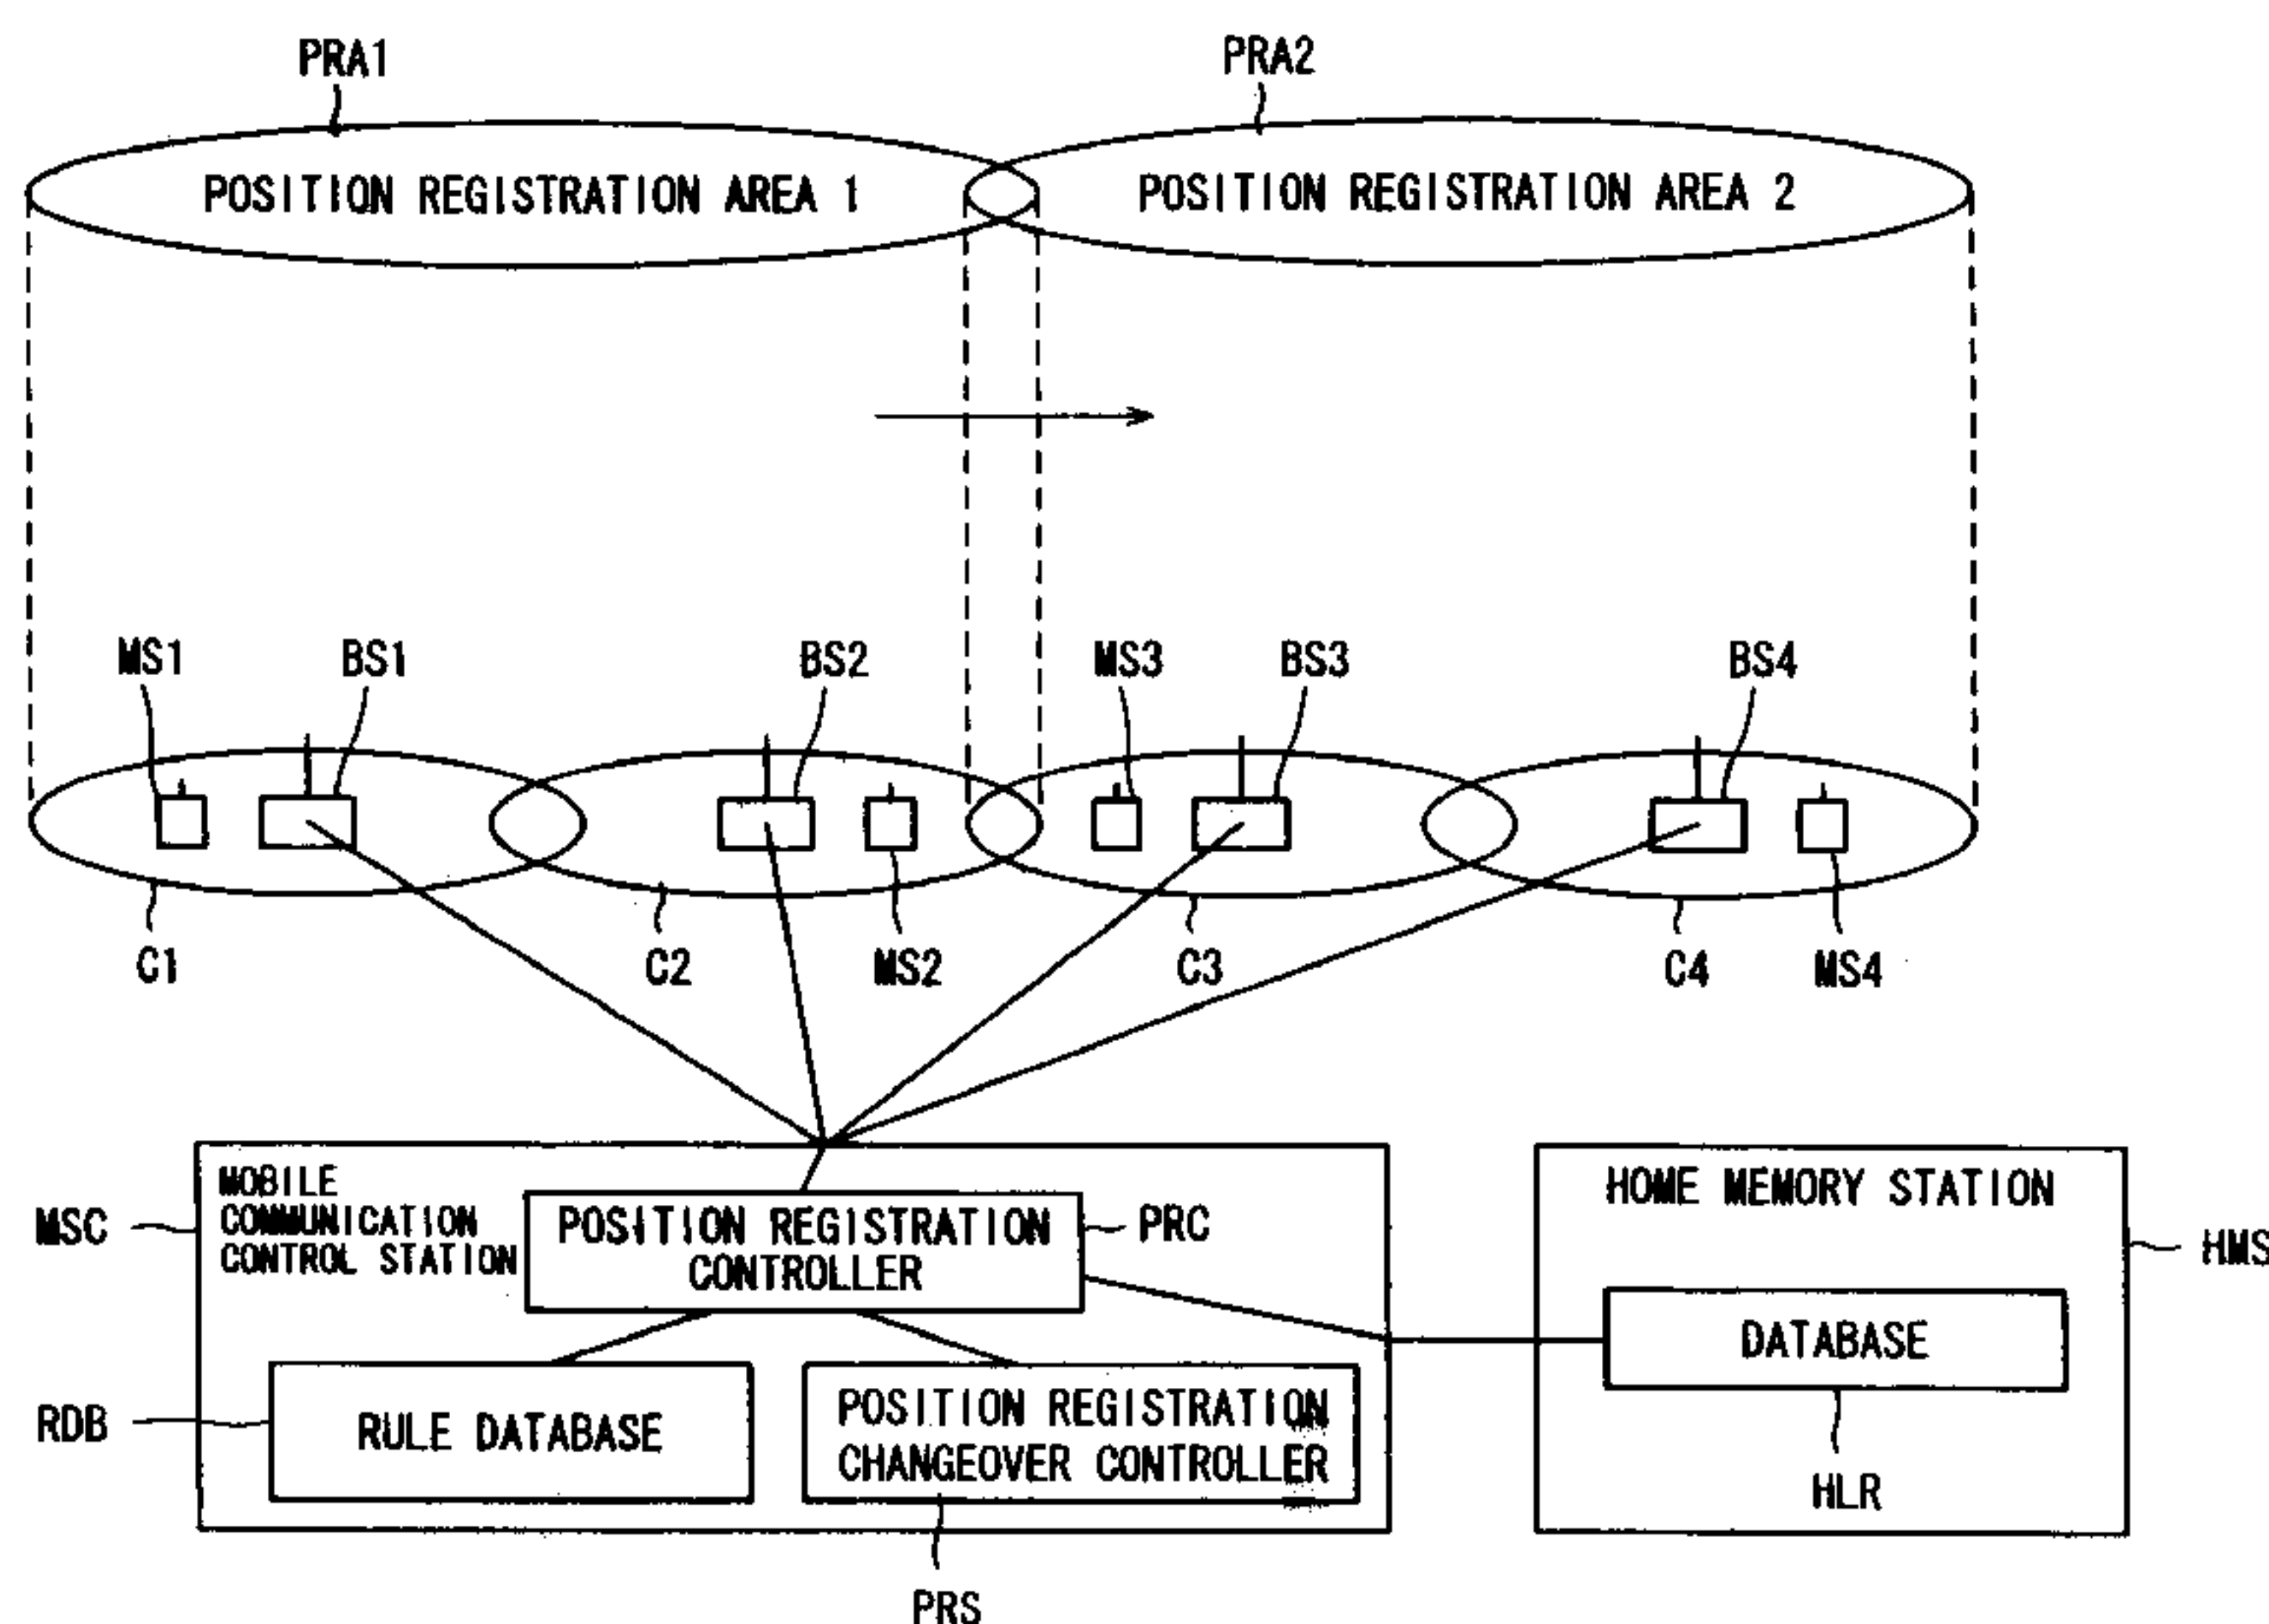 PRA1
PRA2
POSITION REGISTRATION AREA 1
POSITION REGISTRATION AREA 2
MS1
BS1
BS2
MS3
BS3
BS4
C1
C2
MS2
C3
C4
MS4
MSC
MOBILE
COMMUNICATION
CONTROL STATION
POSITION REGISTRATION
CONTROLLER
PRC
HOME MEMORY STATION
HMS
DATABASE
HLR
RDB
RULE DATABASE
POSITION REGISTRATION
CHANGEOVER CONTROLLER
PRS